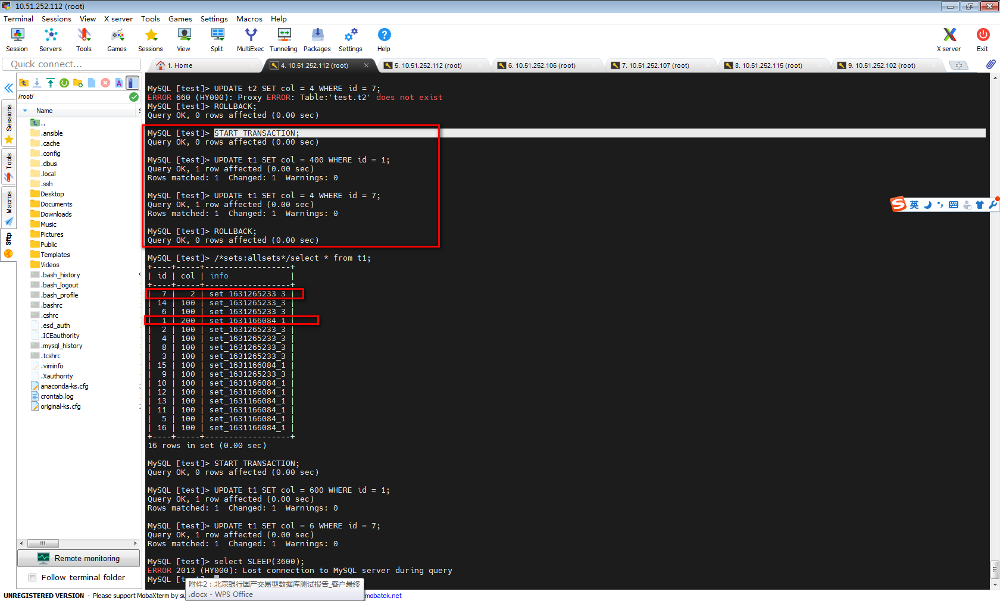 10.51.252.112 (root)
Terminal Sessions View X server Tools Games Settings Macros Help
Session Servers Tools Games Sessions View Split MultiExec Tunneling Packages Settings Help X server Exit
Quick connect...
1. Home
4. 10.51.252.112 (root)
5. 10.51.252.112 (root)
6. 10.51.252.106 (root)
7. 10.51.252.107 (root)
8. 10.51.252.115 (root)
9. 10.51.252.102 (root)
Sessions
Tools
Macros
Sftp
/root/
Name
..
.ansible
.cache
.config
.dbus
.local
.ssh
Desktop
Documents
Downloads
Music
Pictures
Public
Templates
Videos
.bash_history
.bash_logout
.bash_profile
.bashrc
.cshrc
.esd_auth
.ICEauthority
.mysql_history
.tcshrc
.viminfo
.Xauthority
anaconda-ks.cfg
crontab.log
original-ks.cfg
Remote monitoring
Follow terminal folder
MySQL [test]> UPDATE t2 SET col = 4 WHERE id = 7;
ERROR 660 (HY000): Proxy ERROR: Table:'test.t2' does not exist
MySQL [test]> ROLLBACK;
Query OK, 0 rows affected (0.00 sec)
MySQL [test]> START TRANSACTION;
Query OK, 0 rows affected (0.00 sec)
MySQL [test]> UPDATE t1 SET col = 400 WHERE id = 1;
Query OK, 1 row affected (0.00 sec)
Rows matched: 1  Changed: 1  Warnings: 0
MySQL [test]> UPDATE t1 SET col = 4 WHERE id = 7;
Query OK, 1 row affected (0.00 sec)
Rows matched: 1  Changed: 1  Warnings: 0
MySQL [test]> ROLLBACK;
Query OK, 0 rows affected (0.00 sec)
MySQL [test]> /*sets:allsets*/select * from t1;
+----+-----+------------------+
| id | col | info             |
+----+-----+------------------+
|  7 |   2 | set_1631265233_3 |
| 14 | 100 | set_1631265233_3 |
|  6 | 100 | set_1631265233_3 |
|  1 | 200 | set_1631166084_1 |
|  2 | 100 | set_1631265233_3 |
|  4 | 100 | set_1631265233_3 |
|  8 | 100 | set_1631265233_3 |
|  3 | 100 | set_1631265233_3 |
| 15 | 100 | set_1631166084_1 |
|  9 | 100 | set_1631265233_3 |
| 10 | 100 | set_1631166084_1 |
| 12 | 100 | set_1631166084_1 |
| 13 | 100 | set_1631166084_1 |
| 11 | 100 | set_1631166084_1 |
|  5 | 100 | set_1631166084_1 |
| 16 | 100 | set_1631166084_1 |
+----+-----+------------------+
16 rows in set (0.00 sec)
MySQL [test]> START TRANSACTION;
Query OK, 0 rows affected (0.00 sec)
MySQL [test]> UPDATE t1 SET col = 600 WHERE id = 1;
Query OK, 1 row affected (0.00 sec)
Rows matched: 1  Changed: 1  Warnings: 0
MySQL [test]> UPDATE t1 SET col = 6 WHERE id = 7;
Query OK, 1 row affected (0.00 sec)
Rows matched: 1  Changed: 1  Warnings: 0
MySQL [test]> select SLEEP(3600);
ERROR 2013 (HY000): Lost connection to MySQL server during query
MySQL [t
英
附件2：北京银行国产交易型数据库测试报告_客户最终
.docx - WPS Office
UNREGISTERED VERSION - Please support MobaXterm by su mobatek.net